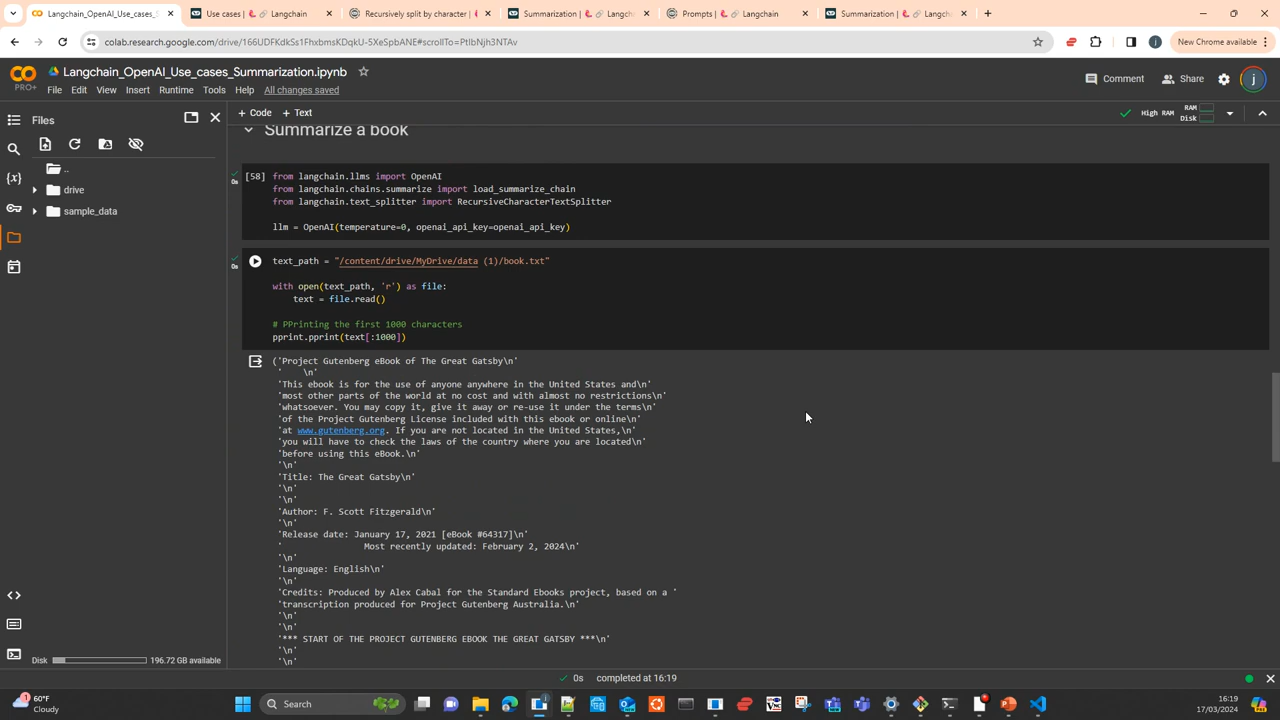 Langchain_OpenAI_Use_cases_ Use cases | Langchain Recursively split by character | Summarization | Langch Prompts | Langchain Summarization | Langch
colab.research.google.com/drive/166UDFKdkSs1FhxbmsKDqkU-5XeSpbANE#scrollTo=PtIbNjh3NTAv New Chrome available
Langchain_OpenAI_Use_cases_Summarization.ipynb
PRO+
File Edit View Insert Runtime Tools Help All changes saved
Comment Share j
Files
+ Code + Text
High RAM RAM Disk
..
drive
sample_data
Summarize a book
[58] from langchain.llms import OpenAI
0s from langchain.chains.summarize import load_summarize_chain
from langchain.text_splitter import RecursiveCharacterTextSplitter
llm = OpenAI(temperature=0, openai_api_key=openai_api_key)
0s text_path = "/content/drive/MyDrive/data (1)/book.txt"
with open(text_path, 'r') as file:
text = file.read()
# PPrinting the first 1000 characters
pprint.pprint(text[:1000])
('Project Gutenberg eBook of The Great Gatsby\n'
' \n'
'This ebook is for the use of anyone anywhere in the United States and\n'
'most other parts of the world at no cost and with almost no restrictions\n'
'whatsoever. You may copy it, give it away or re-use it under the terms\n'
'of the Project Gutenberg License included with this ebook or online\n'
'at www.gutenberg.org. If you are not located in the United States,\n'
'you will have to check the laws of the country where you are located\n'
'before using this eBook.\n'
'\n'
'Title: The Great Gatsby\n'
'\n'
'\n'
'Author: F. Scott Fitzgerald\n'
'\n'
'Release date: January 17, 2021 [eBook #64317]\n'
' Most recently updated: February 2, 2024\n'
'\n'
'Language: English\n'
'\n'
'Credits: Produced by Alex Cabal for the Standard Ebooks project, based on a '
'transcription produced for Project Gutenberg Australia.\n'
'\n'
'\n'
'*** START OF THE PROJECT GUTENBERG EBOOK THE GREAT GATSBY ***\n'
'\n'
'\n'
Disk 196.72 GB available
0s completed at 16:19
60°F
Cloudy
Search
16:19
17/03/2024